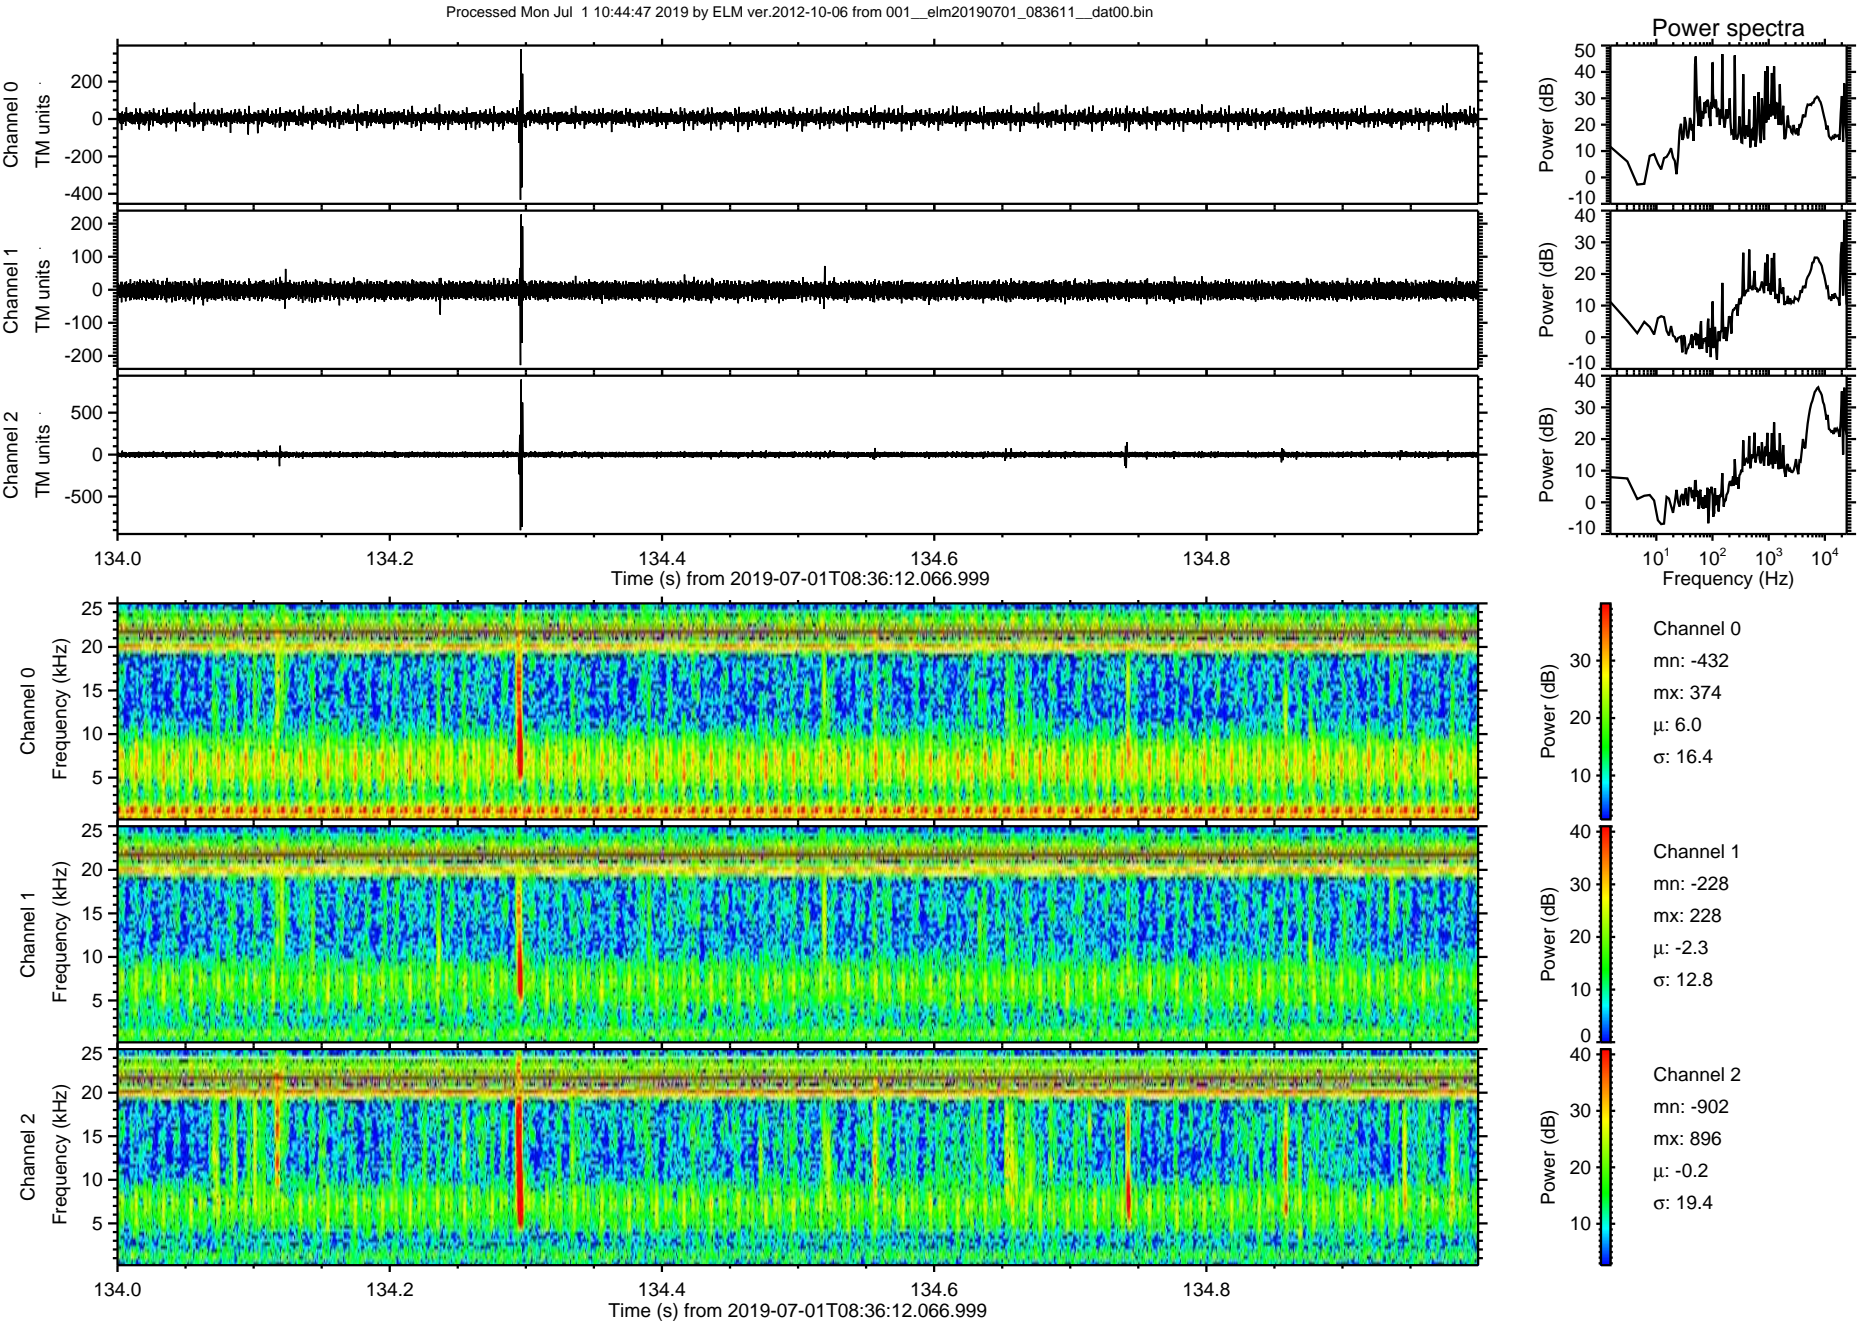 Processed Mon Jul  1 10:44:47 2019 by ELM ver.2012-10-06 from 001__elm20190701_083611__dat00.bin
Power spectra
Channel 0
TM units
200
0
-200
-400
Power (dB)
50
40
30
20
10
0
-10
Channel 1
TM units
200
100
0
-100
-200
Power (dB)
40
30
20
10
0
-10
Channel 2
TM units
500
0
-500
Power (dB)
40
30
20
10
0
-10
134.0 134.2 134.4 134.6 134.8
Time (s) from 2019-07-01T08:36:12.066.999
10^1 10^2 10^3 10^4
Frequency (Hz)
Channel 0
Frequency (kHz)
25
20
15
10
5
Power (dB)
30
20
10
Channel 0
mn: -432
mx: 374
μ: 6.0
σ: 16.4
Channel 1
Frequency (kHz)
25
20
15
10
5
Power (dB)
40
30
20
10
0
Channel 1
mn: -228
mx: 228
μ: -2.3
σ: 12.8
Channel 2
Frequency (kHz)
25
20
15
10
5
Power (dB)
40
30
20
10
Channel 2
mn: -902
mx: 896
μ: -0.2
σ: 19.4
134.0 134.2 134.4 134.6 134.8
Time (s) from 2019-07-01T08:36:12.066.999